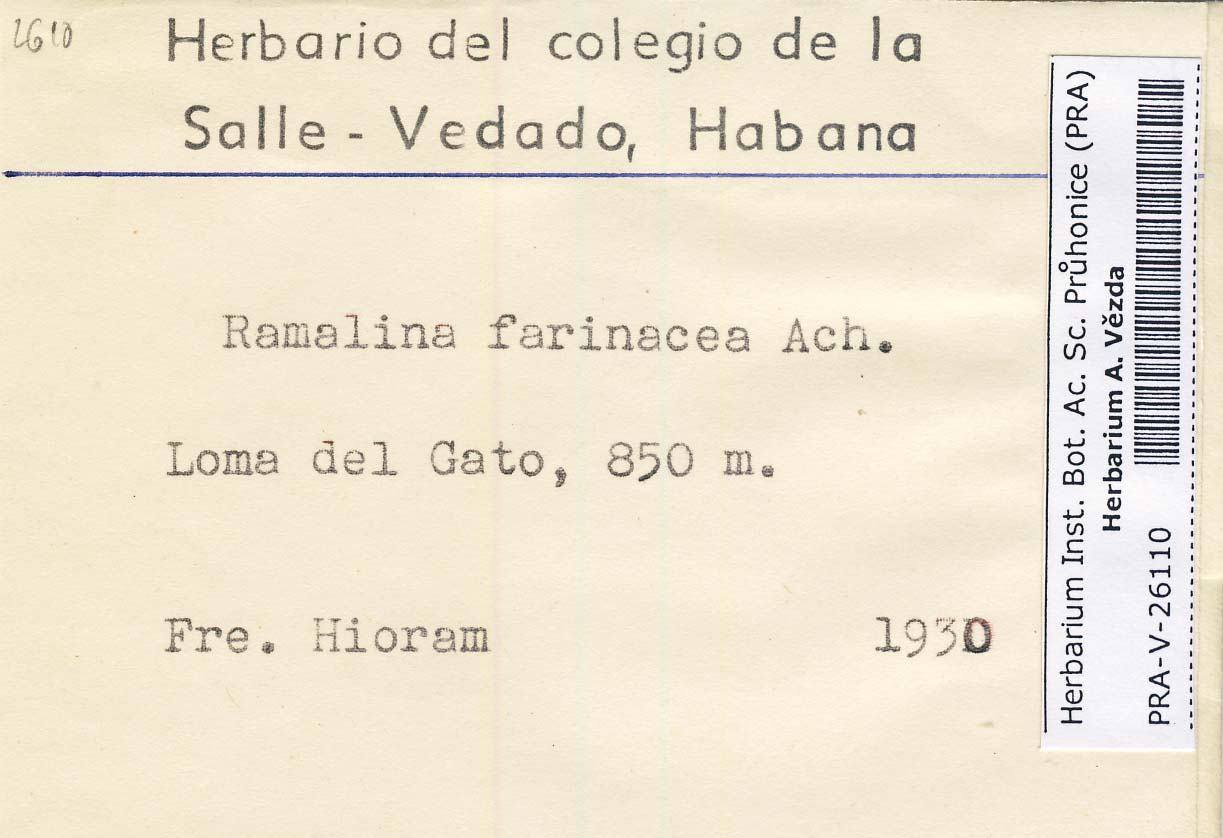 2610
Herbario del colegio de la
Salle - Vedado, Habana
Ramalina farinacea Ach.
Loma del Gato, 850 m.
Fre. Hioram 1930
Herbarium Inst. Bot. Ac. Sc. Průhonice (PRA)
Herbarium A. Vězda
PRA-V-26110